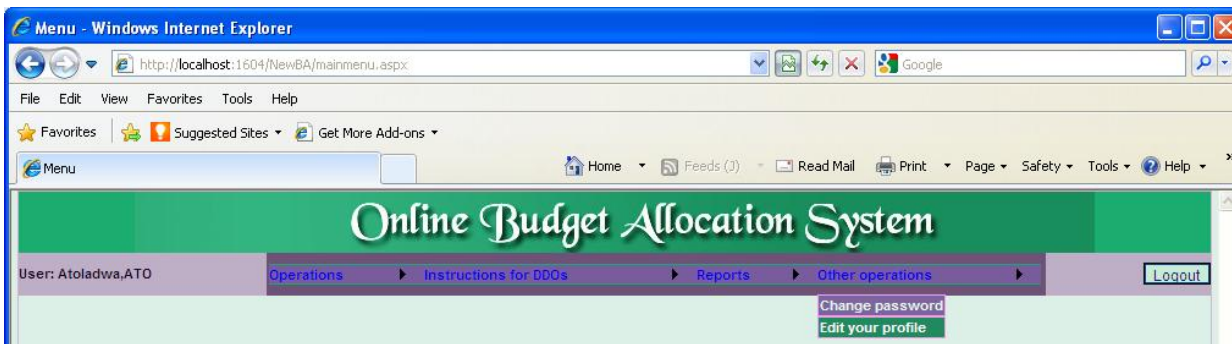 Menu - Windows Internet Explorer
http://localhost:1604/NewBA/mainmenu.aspx
Google
File Edit View Favorites Tools Help
Favorites Suggested Sites Get More Add-ons
Menu Home Feeds (J) Read Mail Print Page Safety Tools Help »
Online Budget Allocation System
User: Atoladwa,ATO Operations Instructions for DDOs Reports Other operations Logout
Change password
Edit your profile